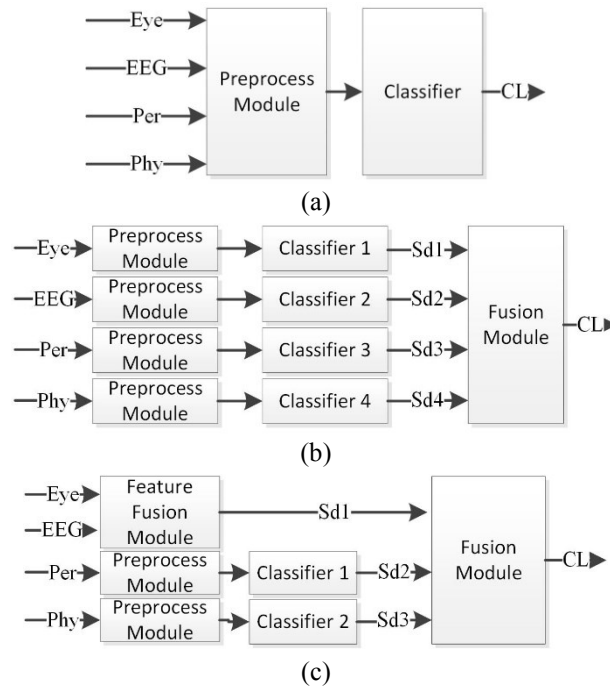 Eye
EEG
Per
Phy
Preprocess
Module
Classifier
CL
(a)
Eye
Preprocess
Module
Classifier 1
Sd1
EEG
Preprocess
Module
Classifier 2
Sd2
Per
Preprocess
Module
Classifier 3
Sd3
Phy
Preprocess
Module
Classifier 4
Sd4
Fusion
Module
CL
(b)
Eye
EEG
Feature
Fusion
Module
Sd1
Per
Preprocess
Module
Classifier 1
Sd2
Phy
Preprocess
Module
Classifier 2
Sd3
Fusion
Module
CL
(c)